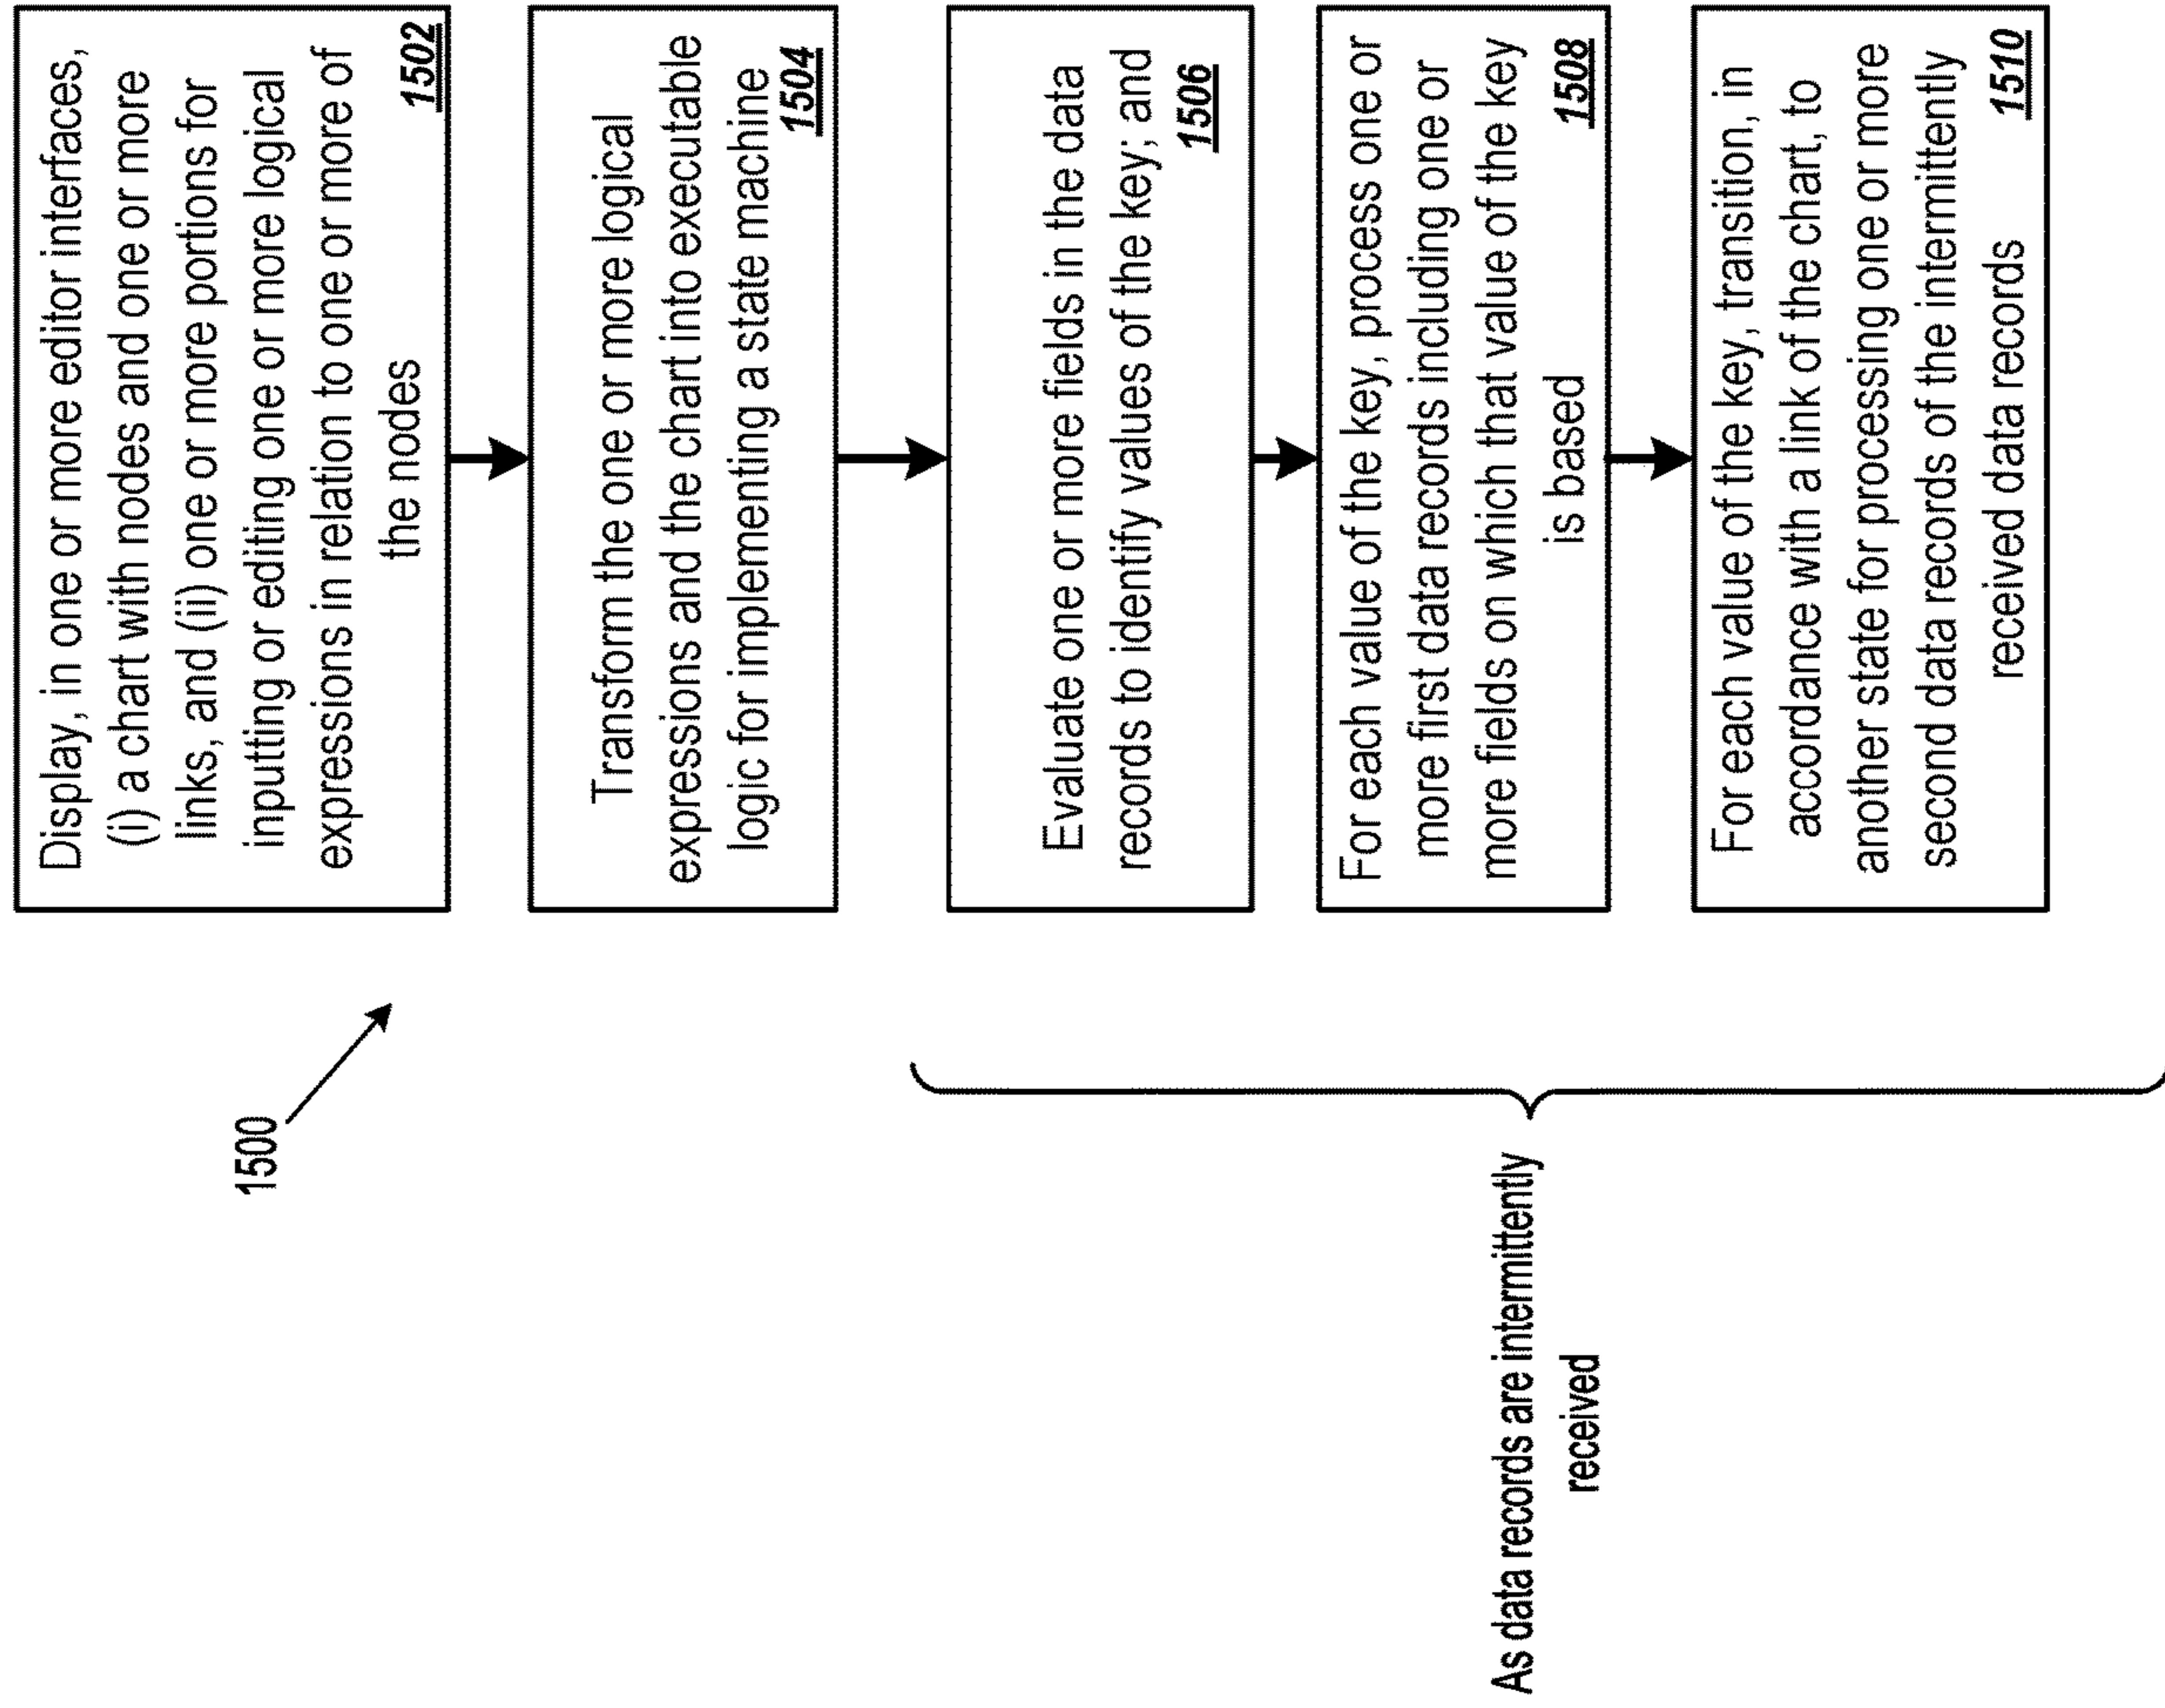 1500
Display, in one or more editor interfaces,
(i) a chart with nodes and one or more
links, and (ii) one or more portions for
inputting or editing one or more logical
expressions in relation to one or more of
the nodes
1502
Transform the one or more logical
expressions and the chart into executable
logic for implementing a state machine
1504
As data records are intermittently
received
Evaluate one or more fields in the data
records to identify values of the key; and
1506
For each value of the key, process one or
more first data records including one or
more fields on which that value of the key
is based
1508
For each value of the key, transition, in
accordance with a link of the chart, to
another state for processing one or more
second data records of the intermittently
received data records
1510